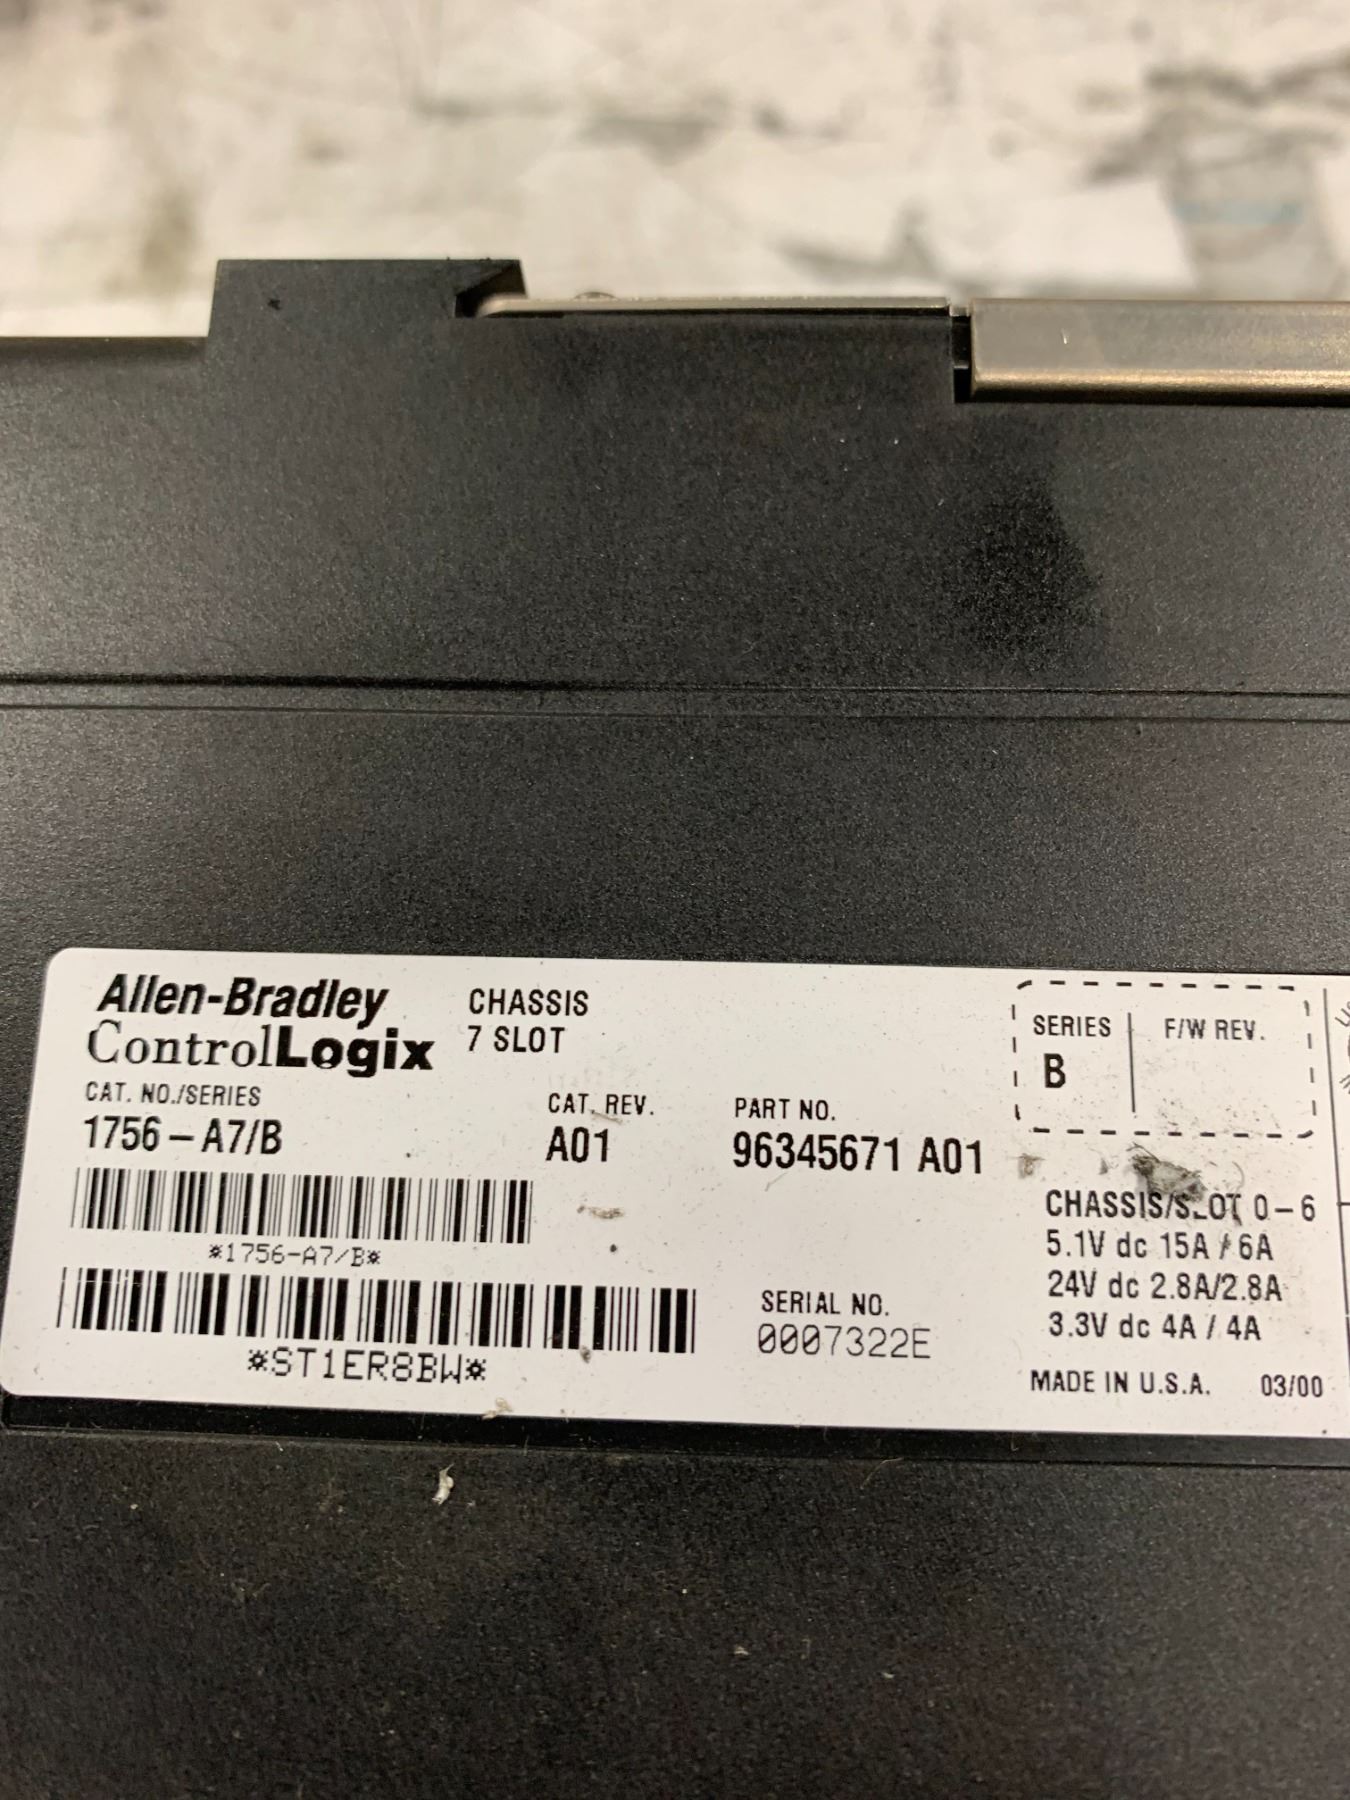 Allen-Bradley
ControlLogix
CHASSIS
7 SLOT
CAT. NO./SERIES
1756 – A7/B
CAT. REV.
A01
PART NO.
96345671 A01
SERIES
B
F/W REV.
*1756-A7/B*
*ST1ER8BW*
SERIAL NO.
0007322E
CHASSIS/SLOT 0 – 6
5.1V dc 15A / 6A
24V dc 2.8A/2.8A
3.3V dc 4A / 4A
MADE IN U.S.A. 03/00